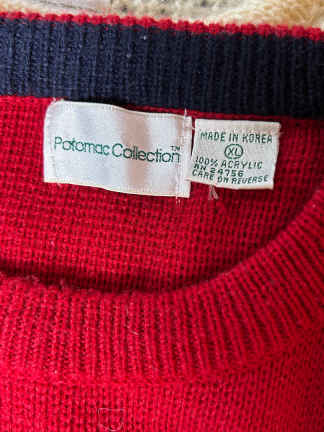 Potomac Collection™
MADE IN KOREA
XL
100% ACRYLIC
RN 24756
CARE ON REVERSE